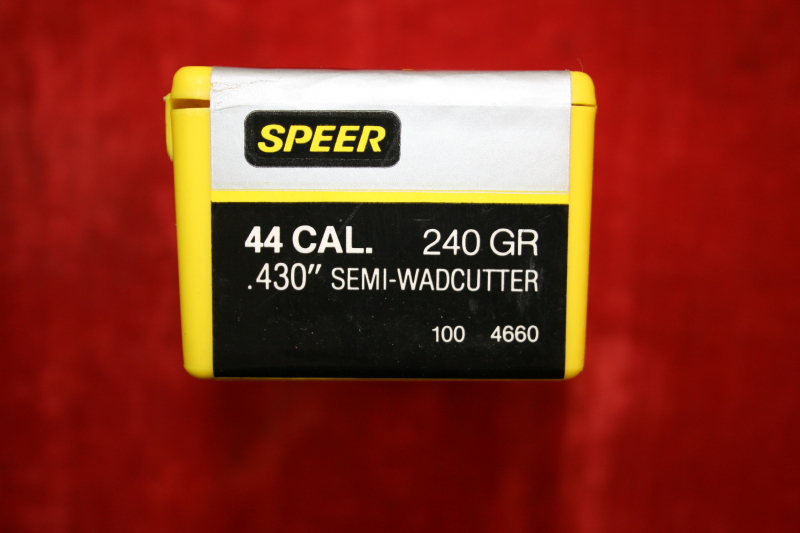 SPEER
44 CAL. 240 GR
.430" SEMI-WADCUTTER
100 4660